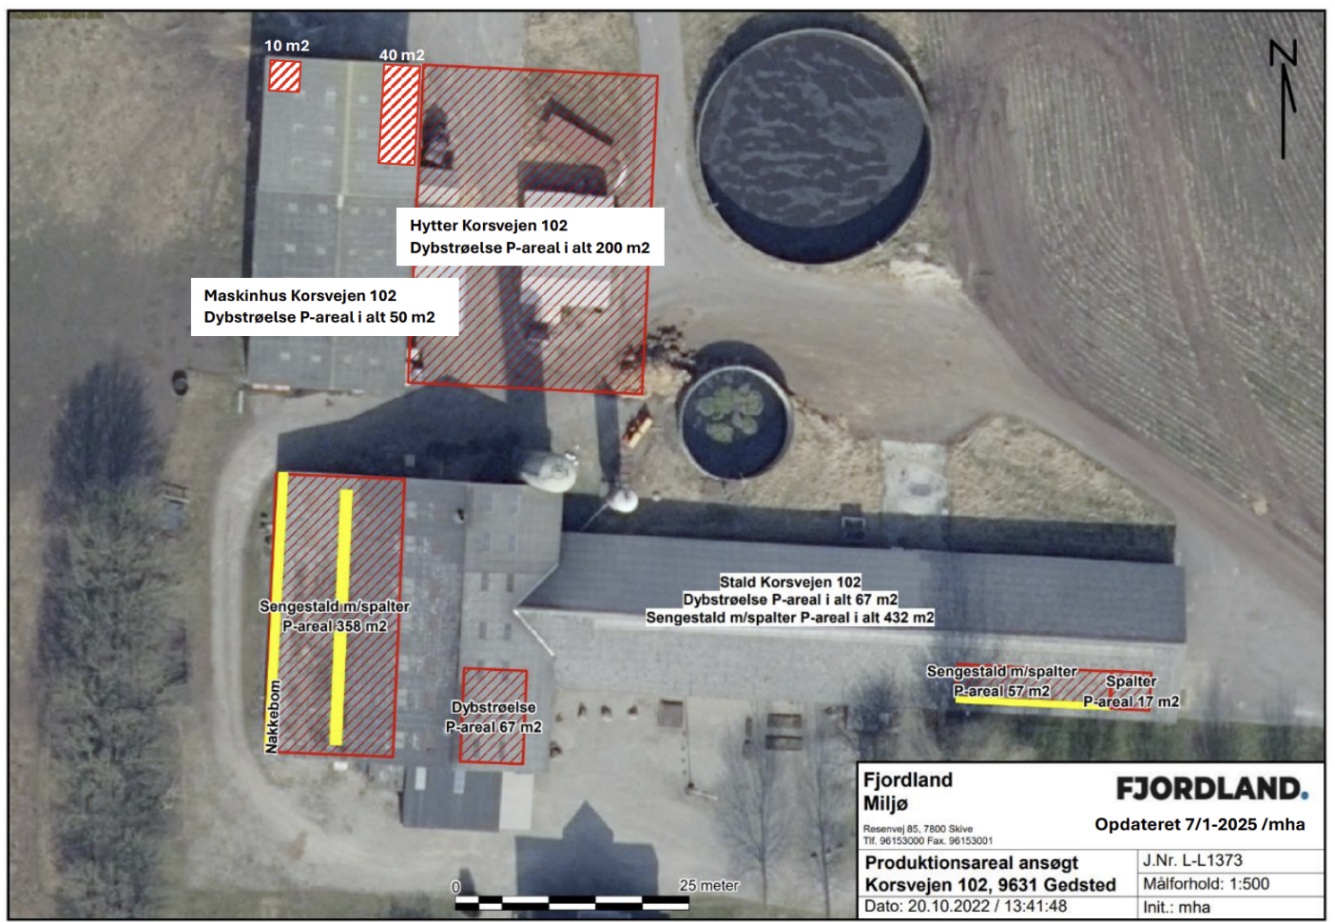 10 m2
40 m2
N
Hytter Korsvejen 102
Dybstrøelse P-areal i alt 200 m2
Maskinhus Korsvejen 102
Dybstrøelse P-areal i alt 50 m2
Stald Korsvejen 102
Dybstrøelse P-areal i alt 67 m2
Sengestald m/spalter P-areal i alt 432 m2
Sengestald m/spalter
P-areal 358 m2
Nakkebom
Dybstrøelse
P-areal 67 m2
Sengestald m/spalter
P-areal 57 m2
Spalter
P-areal 17 m2
0
25 meter
Fjordland
Miljø
Resenvej 85, 7800 Skive
Tlf. 96153000 Fax. 96153001
FJORDLAND.
Opdateret 7/1-2025 /mha
Produktionsareal ansøgt
Korsvejen 102, 9631 Gedsted
Dato: 20.10.2022 / 13:41:48
J.Nr. L-L1373
Målforhold: 1:500
Init.: mha